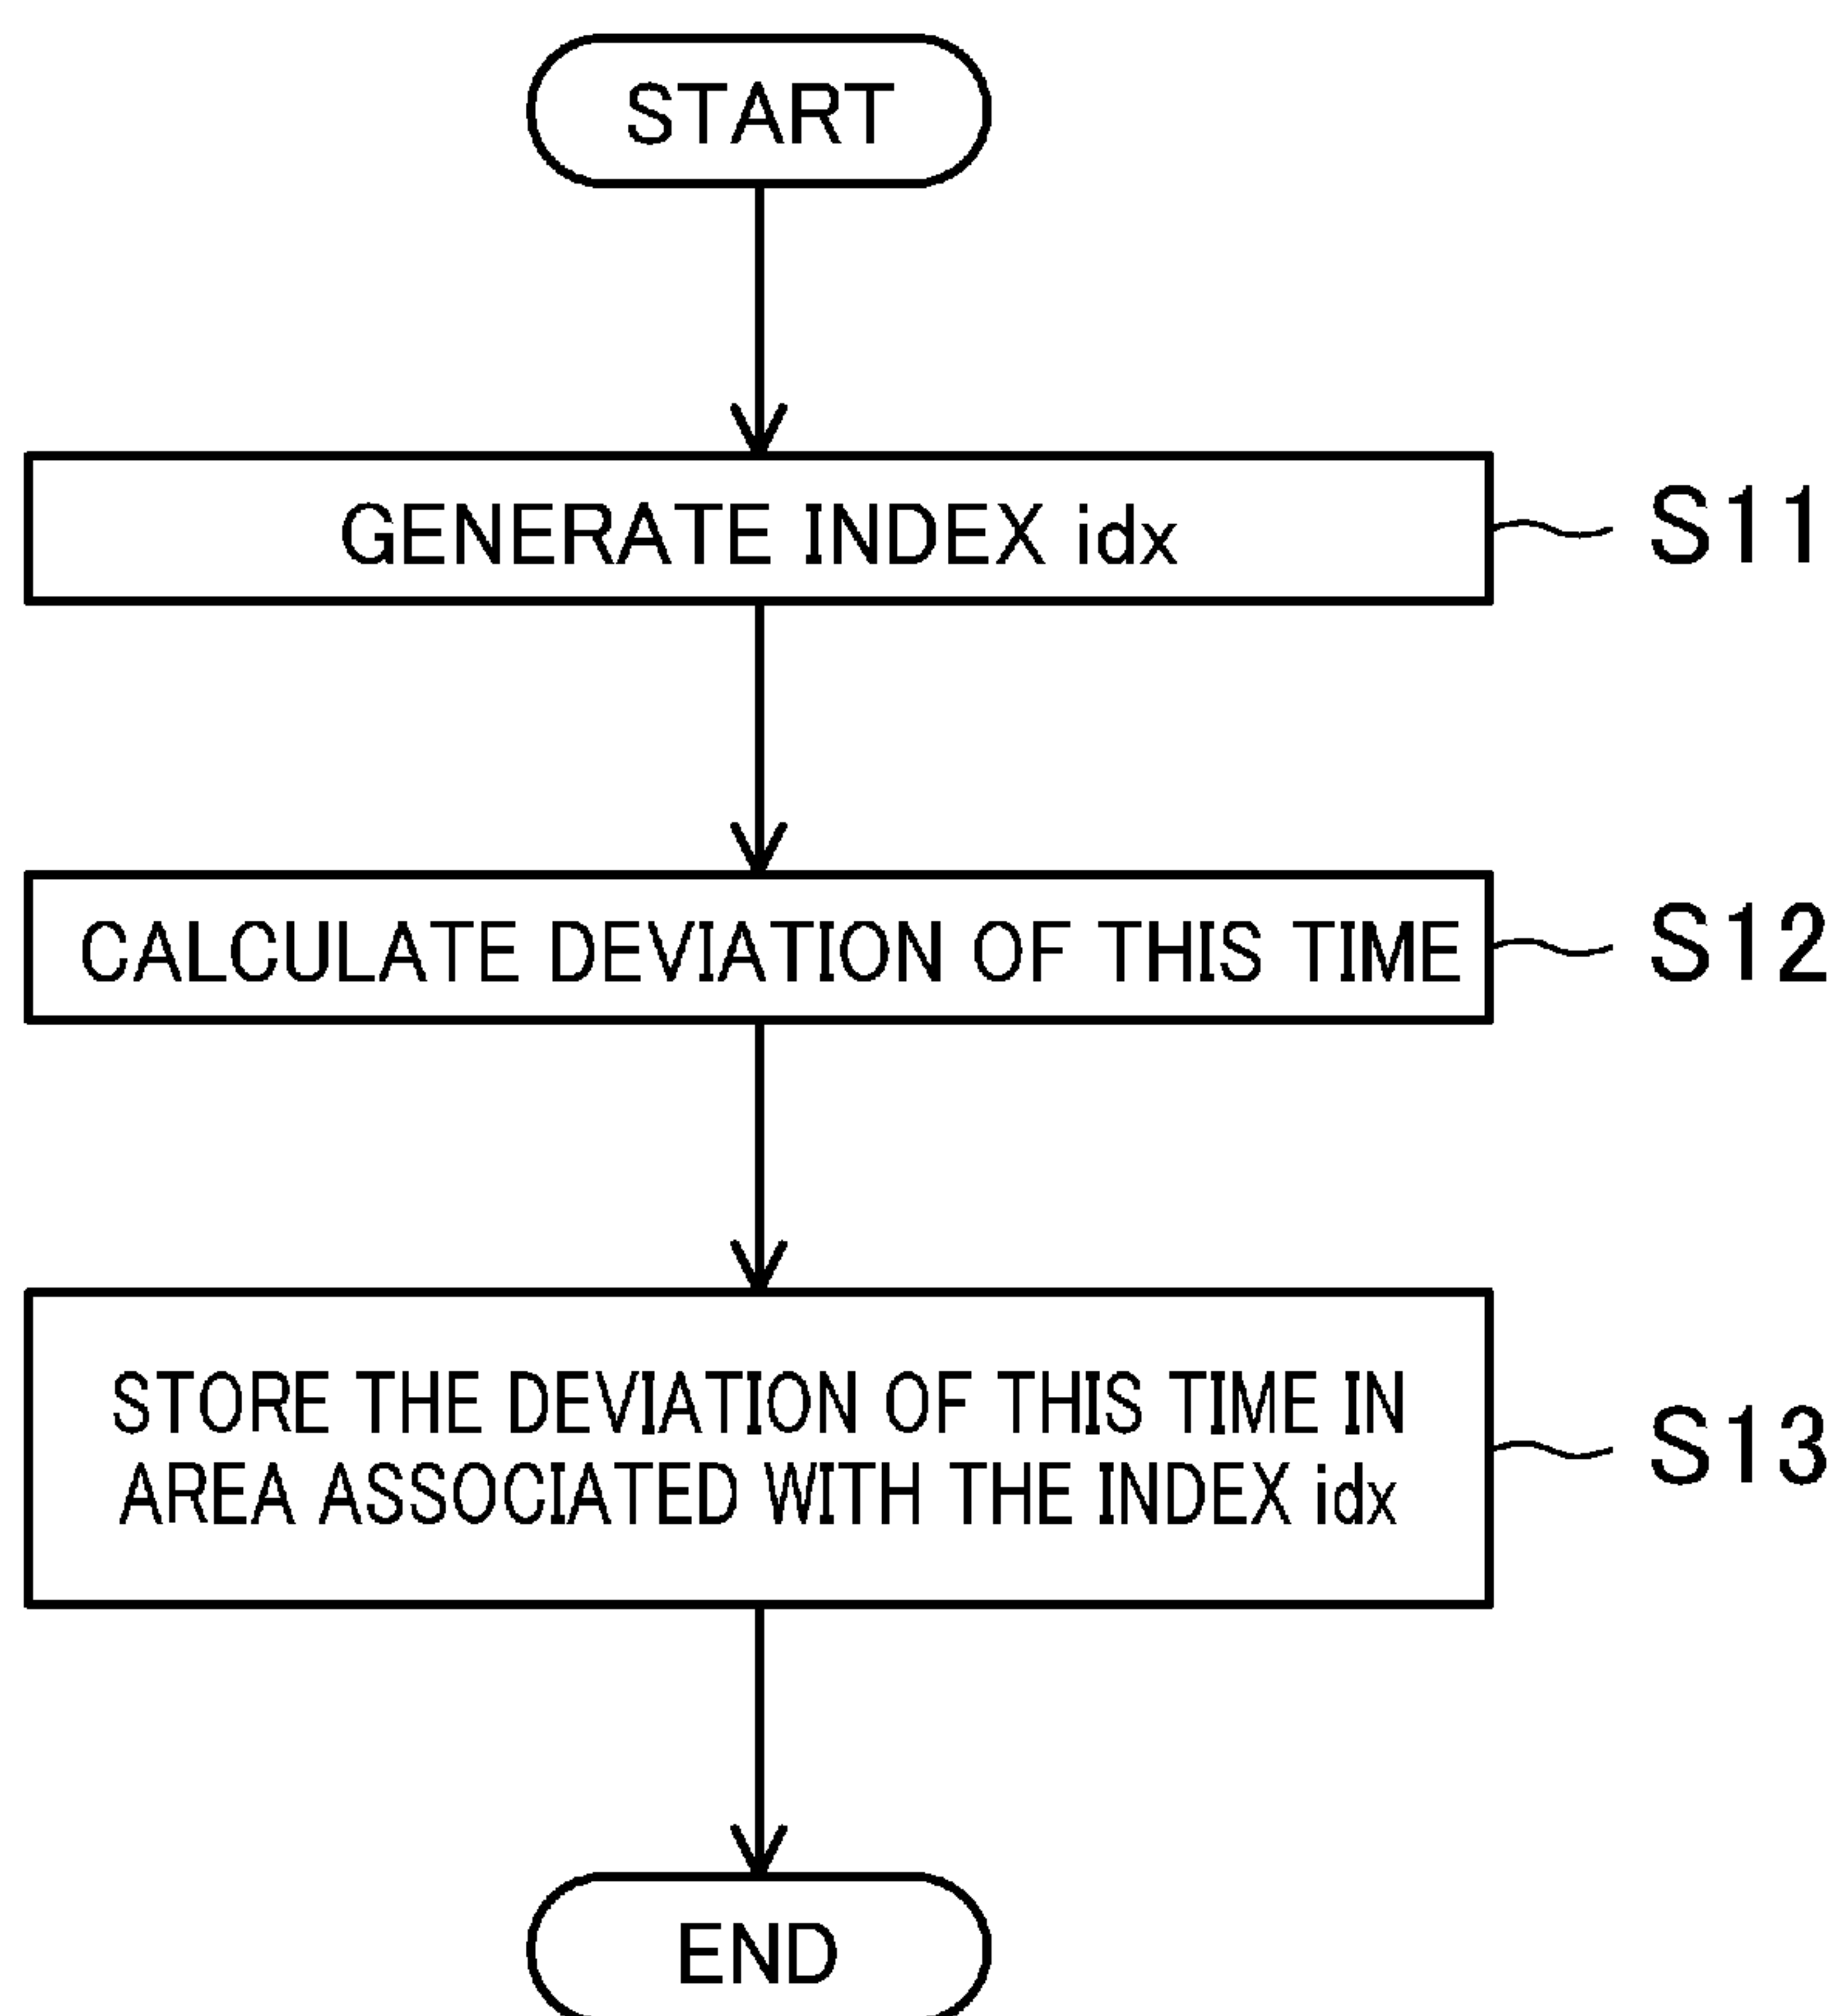 START
GENERATE INDEX idx
S11
CALCULATE DEVIATION OF THIS TIME
S12
STORE THE DEVIATION OF THIS TIME IN
AREA ASSOCIATED WITH THE INDEX idx
S13
END